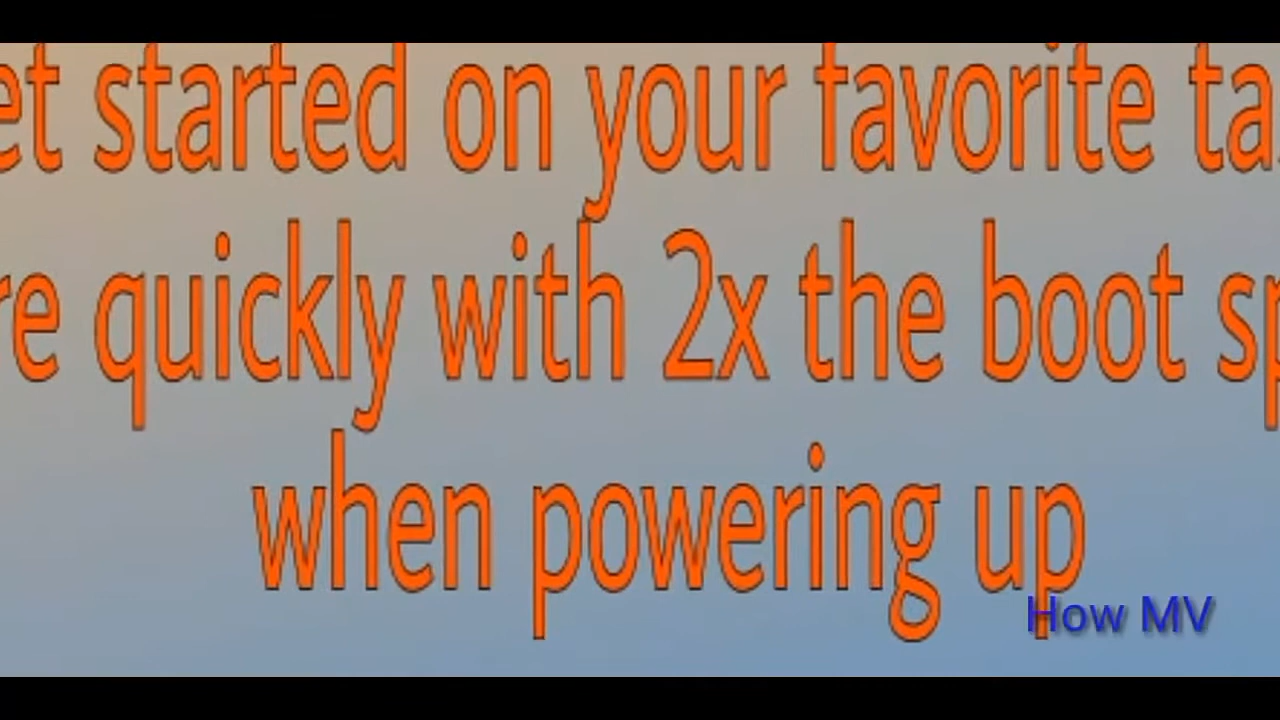 et started on your favorite ta
re quickly with 2x the boot sp
when powering up
How MV